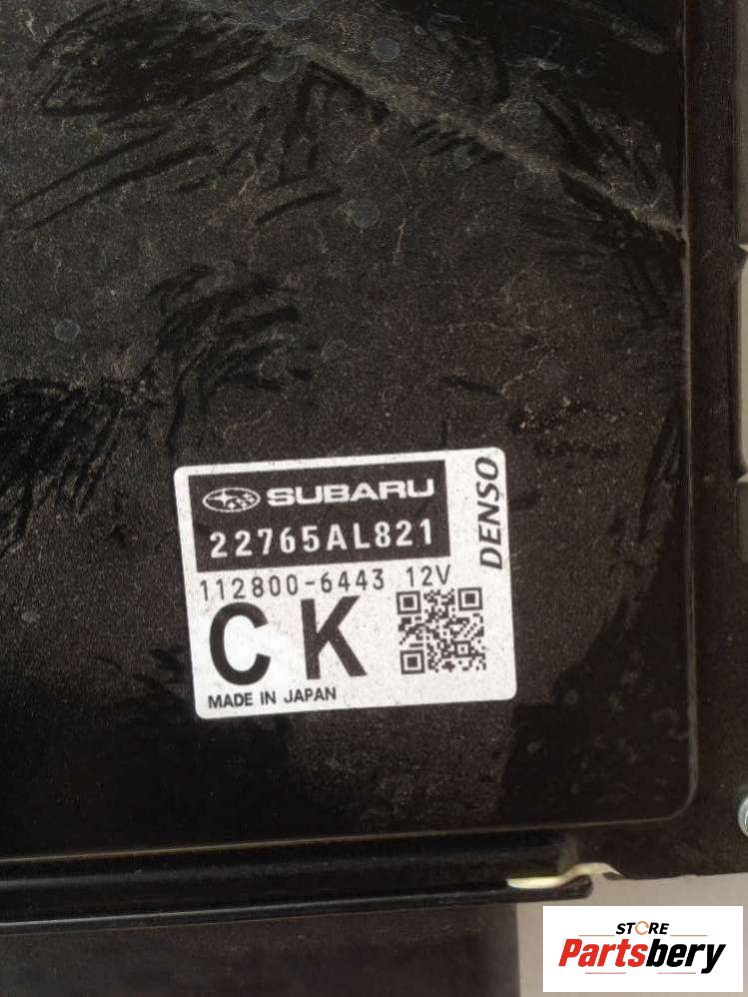 SUBARU
22765AL821
DENSO
112800-6443 12V
CK
MADE IN JAPAN
STORE
Partsbery